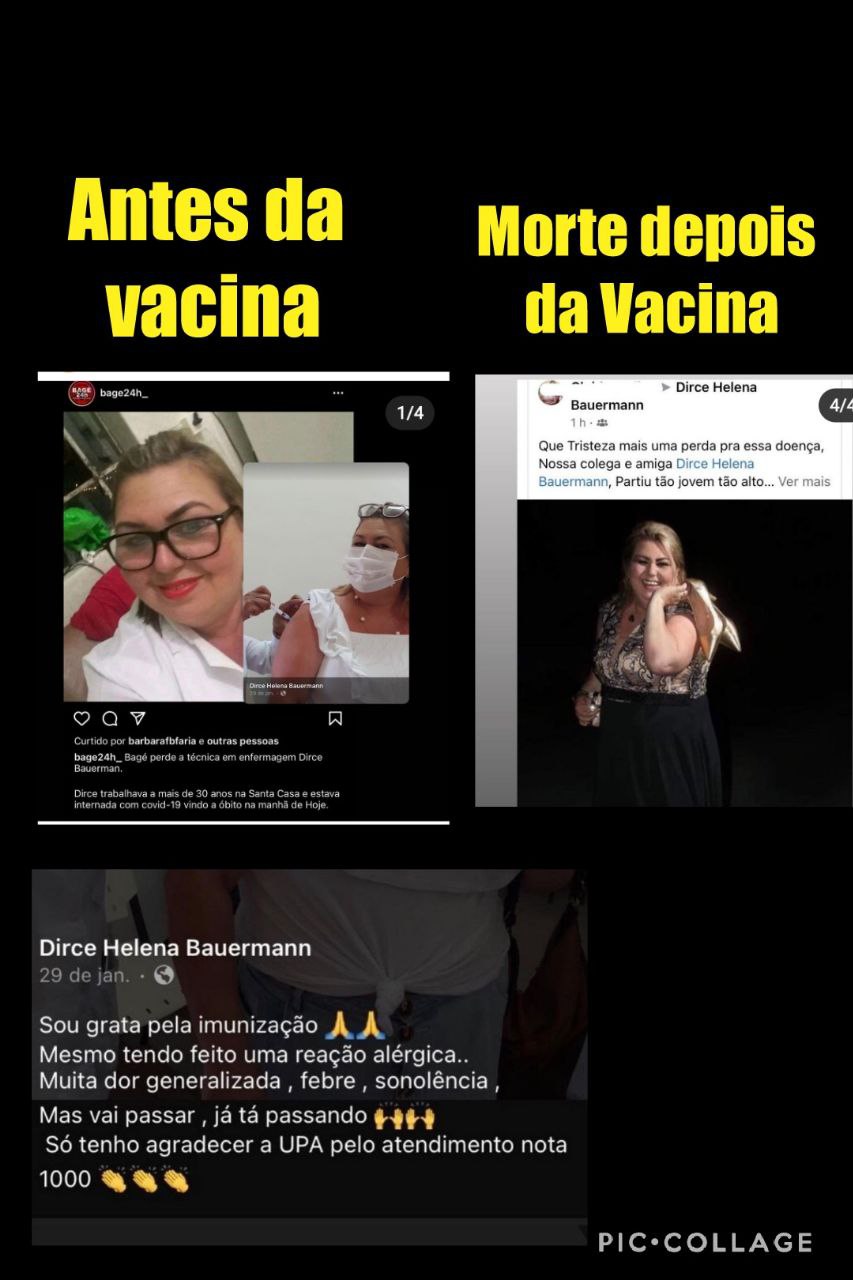 Antes da
vacina
Morte depois
da Vacina
BAGÉ
24h
bage24h_
1/4
Dirce Helena Bauermann
29 de jan.
Curtido por barbarafbfaria e outras pessoas
bage24h_ Bagé perde a técnica em enfermagem Dirce
Bauerman.
Dirce trabalhava a mais de 30 anos na Santa Casa e estava
internada com covid-19 vindo a óbito na manhã de Hoje.
Dirce Helena
Bauermann
4/4
1 h ·
Que Tristeza mais uma perda pra essa doença,
Nossa colega e amiga Dirce Helena
Bauermann, Partiu tão jovem tão alto... Ver mais
Dirce Helena Bauermann
29 de jan. ·
Sou grata pela imunização 🙏🙏
Mesmo tendo feito uma reação alérgica..
Muita dor generalizada , febre , sonolência ,
Mas vai passar , já tá passando 🙌🙌
Só tenho agradecer a UPA pelo atendimento nota
1000 👏👏👏
PIC•COLLAGE